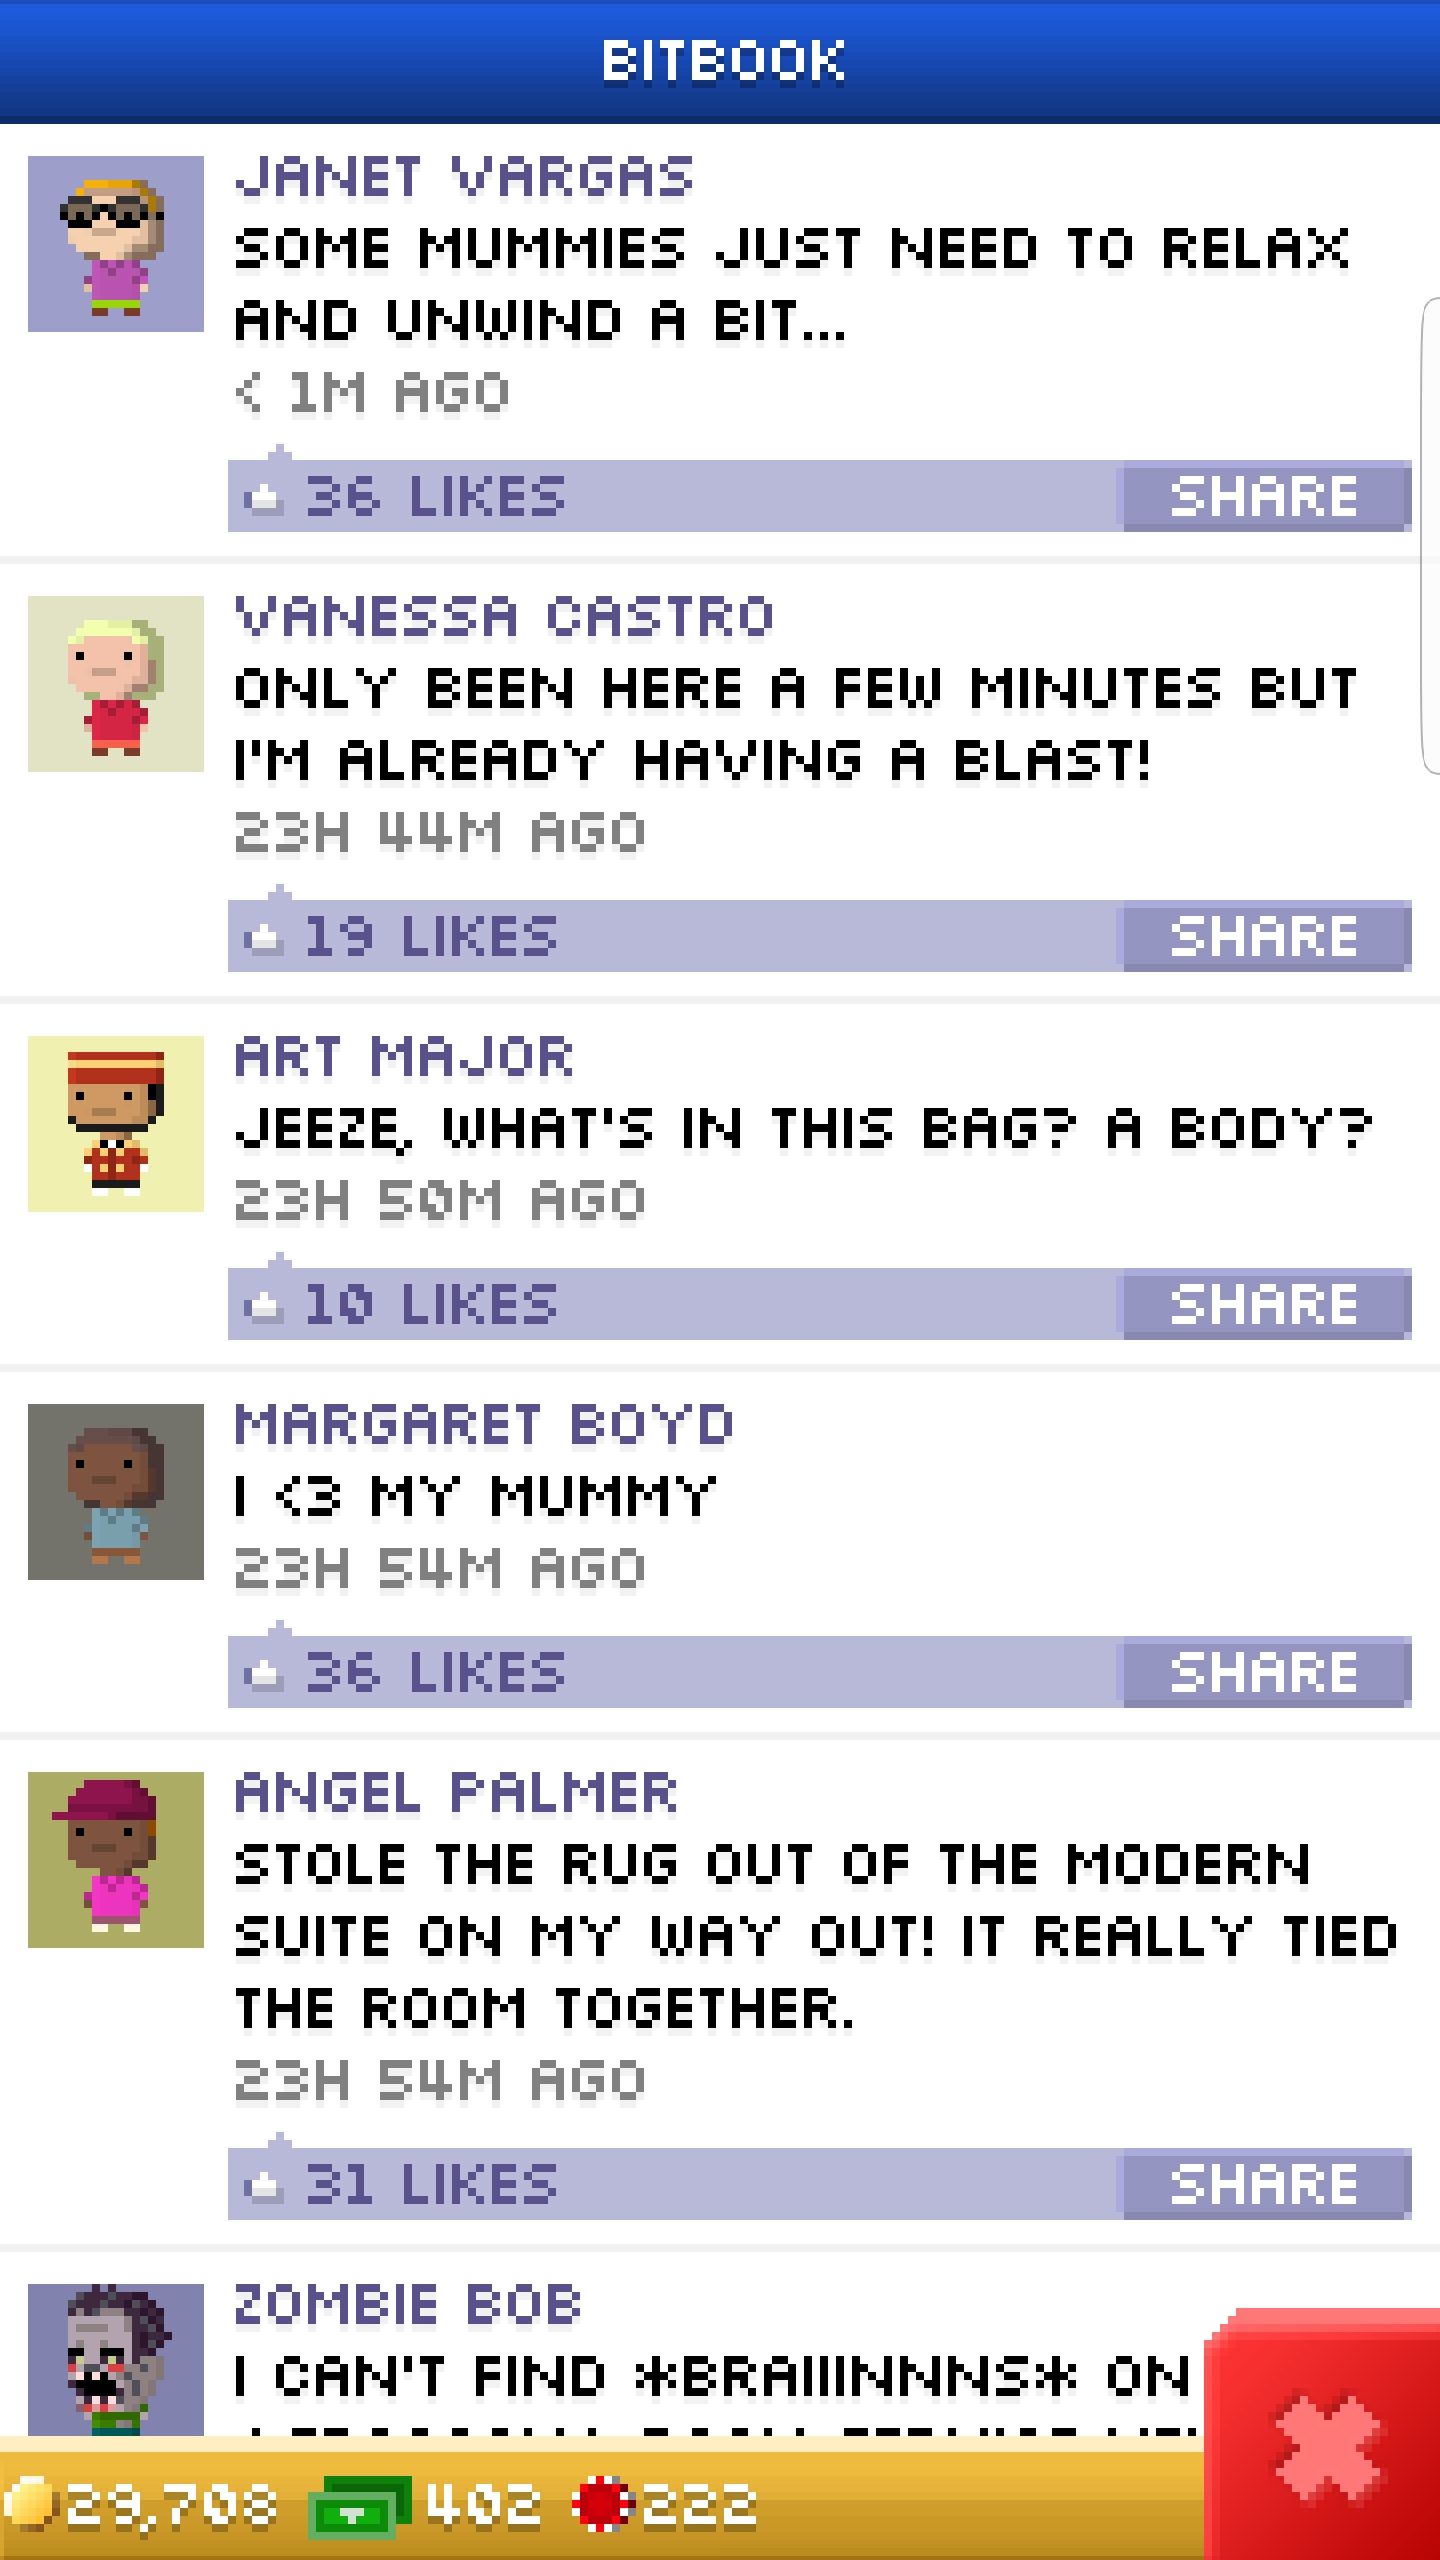 BITBOOK
JANET VARGAS
SOME MUMMIES JUST NEED TO RELAX
AND UNWIND A BIT...
< 1M AGO
36 LIKES SHARE
VANESSA CASTRO
ONLY BEEN HERE A FEW MINUTES BUT
I'M ALREADY HAVING A BLAST!
23H 44M AGO
19 LIKES SHARE
ART MAJOR
JEEZE, WHAT'S IN THIS BAG? A BODY?
23H 50M AGO
10 LIKES SHARE
MARGARET BOYD
I <3 MY MUMMY
23H 54M AGO
36 LIKES SHARE
ANGEL PALMER
STOLE THE RUG OUT OF THE MODERN
SUITE ON MY WAY OUT! IT REALLY TIED
THE ROOM TOGETHER.
23H 54M AGO
31 LIKES SHARE
ZOMBIE BOB
I CAN'T FIND *BRAIIINNNS* ON
29,708 402 222